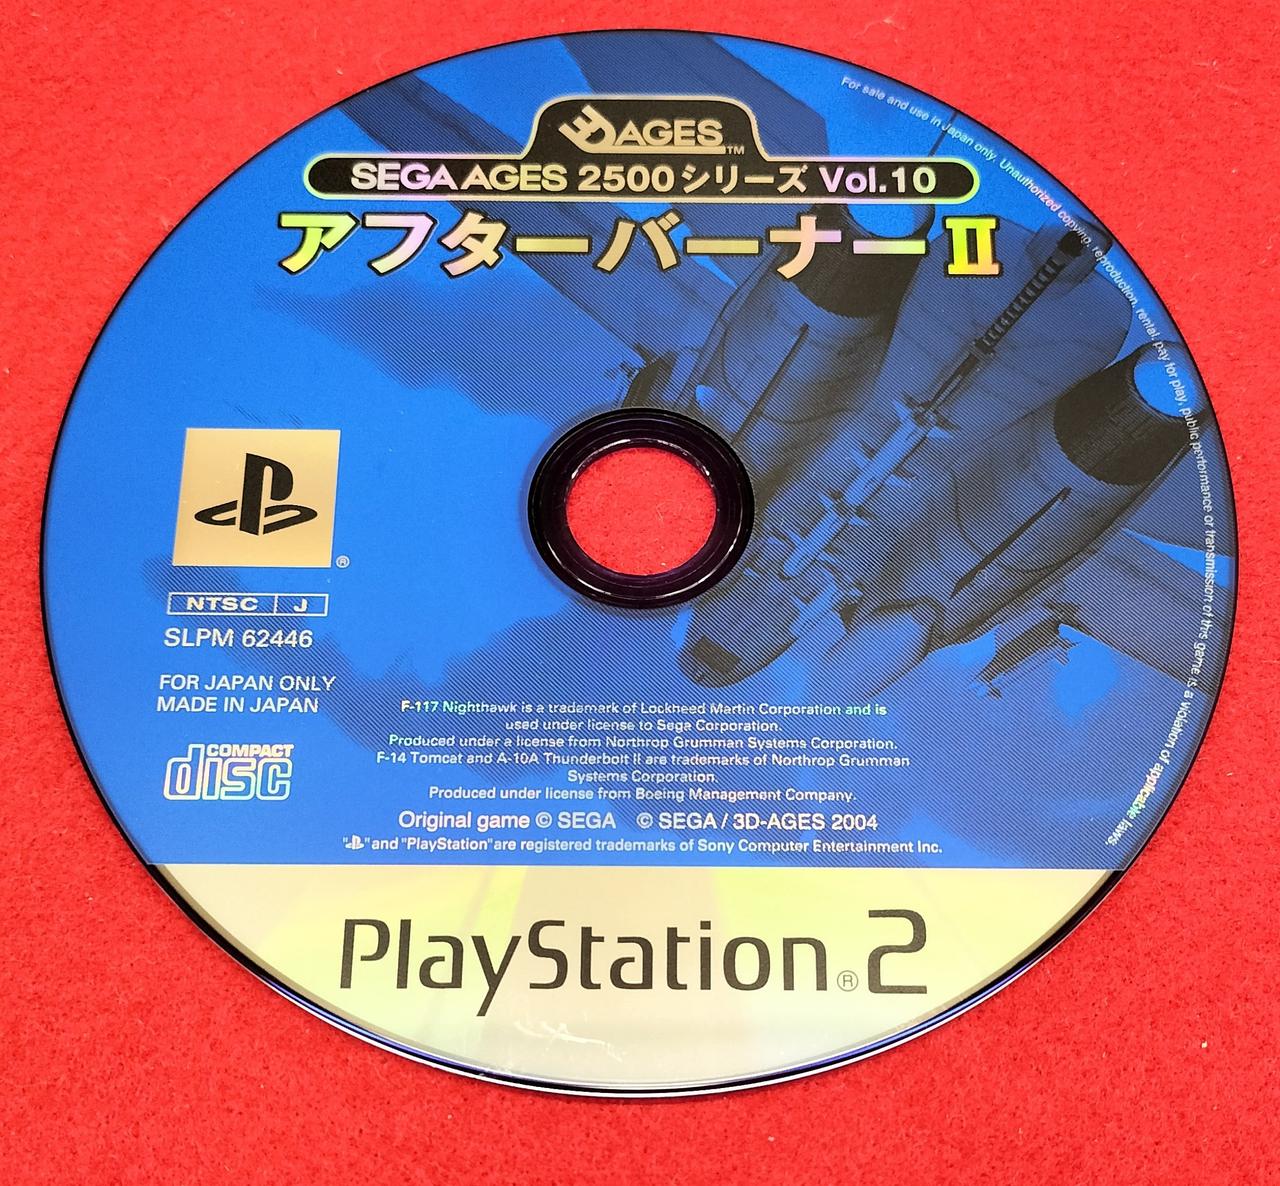 3D AGES™
SEGA AGES 2500シリーズ Vol.10
アフターバーナーII
For sale and use in Japan only. Unauthorized copying, reproduction, rental, pay for play, public performance or transmission of this game is a violation of applicable laws.
®
NTSC J
SLPM 62446
FOR JAPAN ONLY
MADE IN JAPAN
COMPACT
disc
F-117 Nighthawk is a trademark of Lockheed Martin Corporation and is
used under license to Sega Corporation.
Produced under a license from Northrop Grumman Systems Corporation.
F-14 Tomcat and A-10A Thunderbolt II are trademarks of Northrop Grumman
Systems Corporation.
Produced under license from Boeing Management Company.
Original game © SEGA © SEGA / 3D-AGES 2004
"PS" and "PlayStation" are registered trademarks of Sony Computer Entertainment Inc.
PlayStation®2